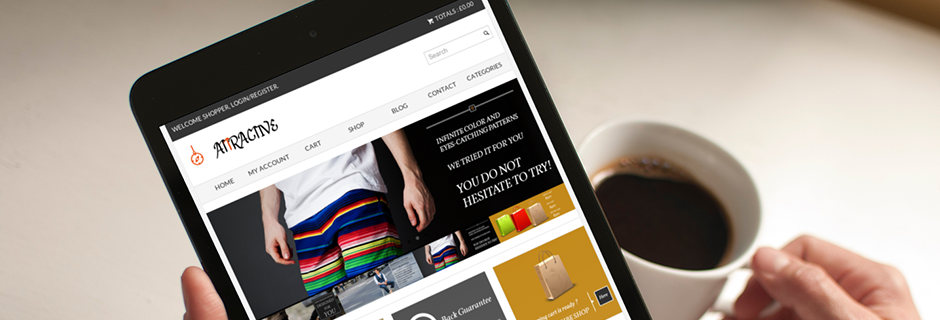 TOTALS : £0.00
WELCOME SHOPPER, LOGIN/REGISTER.
Search
ATTRACTIVE
HOME
MY ACCOUNT
CART
SHOP
BLOG
CONTACT
CATEGORIES
INFINITE COLOR AND
EYES-CATCHING PATTERNS
WE TRIED IT FOR YOU
YOU DO NOT
HESITATE TO TRY!
Back Guarantee
cart is ready !
SHOP